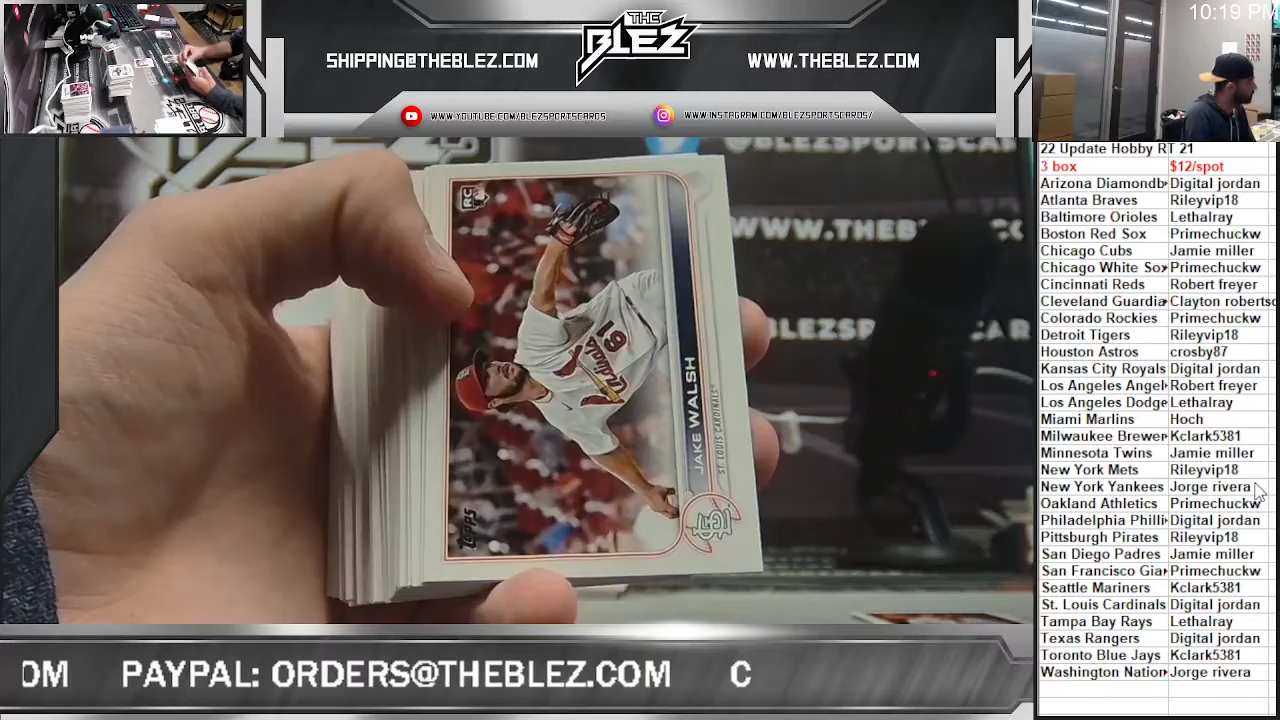 10:19 PM
THE
BLEZ
SHIPPING@THEBLEZ.COM
WWW.THEBLEZ.COM
WWW.YOUTUBE.COM/BLEZSPORTSCARDS
WWW.INSTAGRAM.COM/BLEZSPORTSCARDS/
@BLEZSPORTSCAR
WWW.THEB
BLEZSP
CAR
RC
Cardinals
61
JAKE WALSH
ST. LOUIS CARDINALS
TOPPS
22 Update Hobby RT 21
3 box $12/spot
Arizona Diamondb Digital jordan
Atlanta Braves Rileyvip18
Baltimore Orioles Lethalray
Boston Red Sox Primechuckw
Chicago Cubs Jamie miller
Chicago White Sox Primechuckw
Cincinnati Reds Robert freyer
Cleveland Guardia Clayton robertso
Colorado Rockies Primechuckw
Detroit Tigers Rileyvip18
Houston Astros crosby87
Kansas City Royals Digital jordan
Los Angeles Angel Robert freyer
Los Angeles Dodge Lethalray
Miami Marlins Hoch
Milwaukee Brewer Kclark5381
Minnesota Twins Jamie miller
New York Mets Rileyvip18
New York Yankees Jorge rivera
Oakland Athletics Primechuckw
Philadelphia Philli Digital jordan
Pittsburgh Pirates Rileyvip18
San Diego Padres Jamie miller
San Francisco Gia Primechuckw
Seattle Mariners Kclark5381
St. Louis Cardinals Digital jordan
Tampa Bay Rays Lethalray
Texas Rangers Digital jordan
Toronto Blue Jays Kclark5381
Washington Nation Jorge rivera
OM PAYPAL: ORDERS@THEBLEZ.COM C